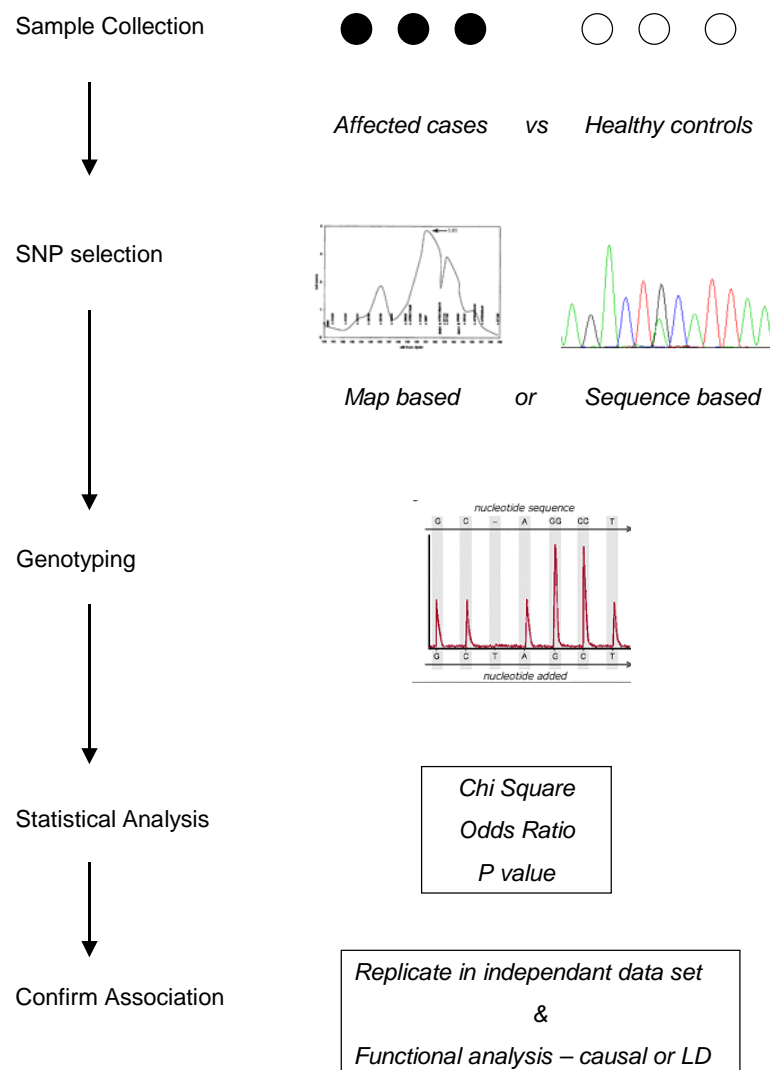 Sample Collection
Affected cases vs Healthy controls
SNP selection
Map based or Sequence based
nucleotide sequence
G C – A GG CC T
Genotyping
G C T A G C T
nucleotide added
Chi Square
Statistical Analysis
Odds Ratio
P value
Replicate in independant data set
Confirm Association
&
Functional analysis – causal or LD